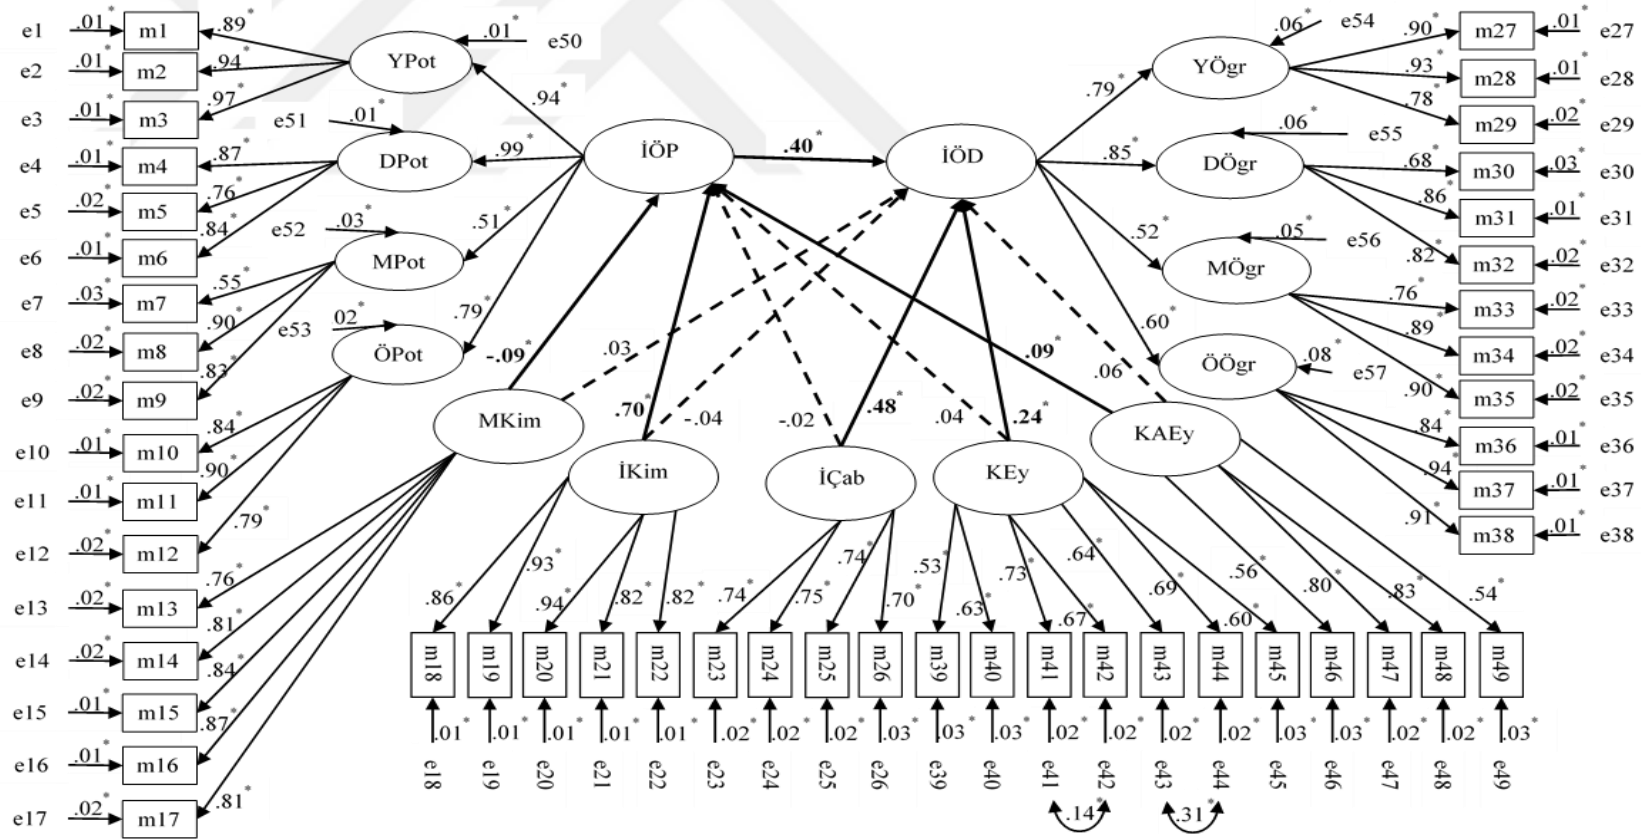 e1 .01* m1 .89*
e2 .01* m2 .94*
e3 .01* m3 .97*
YPot .01* e50
e4 .01* m4 .87*
e5 .02* m5 .76*
e6 .01* m6 .84*
e51 .01* DPot
e7 .03* m7 .55*
e8 .02* m8 .90*
e9 .02* m9 .83*
e52 .03* MPot
e10 .01* m10 .84*
e11 .01* m11 .90*
e12 .02* m12 .79*
e53 02* ÖPot
e13 .02* m13 .76*
e14 .02* m14 .81*
e15 .01* m15 .84*
e16 .01* m16 .87*
e17 .02* m17 .81*
.94*
.99*
.51*
.79*
İÖP .40* İÖD
.79*
.85*
.52*
.60*
-.09* .03
.70* -.04
-.02 .48*
.04 .24*
.09* .06
MKim
İKim
İÇab
KEy
KAEy
YÖgr .06* e54
.90* m27 .01* e27
.93* m28 .01* e28
.78* m29 .02* e29
DÖgr .06* e55
.68* m30 .03* e30
.86* m31 .01* e31
.82* m32 .02* e32
MÖgr .05* e56
.76* m33 .02* e33
.89* m34 .02* e34
.90* m35 .02* e35
ÖÖgr .08* e57
.84* m36 .01* e36
.94* m37 .01* e37
.91* m38 .01* e38
.86* .93* .94* .82* .82* .74* .75* .74* .70* .53* .63* .73* .67* .64* .69* .60* .56* .80* .83* .54*
m18 m19 m20 m21 m22 m23 m24 m25 m26 m39 m40 m41 m42 m43 m44 m45 m46 m47 m48 m49
.01* .01* .01* .01* .01* .02* .02* .02* .03* .03* .03* .02* .02* .02* .02* .03* .03* .02* .02* .03*
e18 e19 e20 e21 e22 e23 e24 e25 e26 e39 e40 e41 e42 e43 e44 e45 e46 e47 e48 e49
.14* .31*